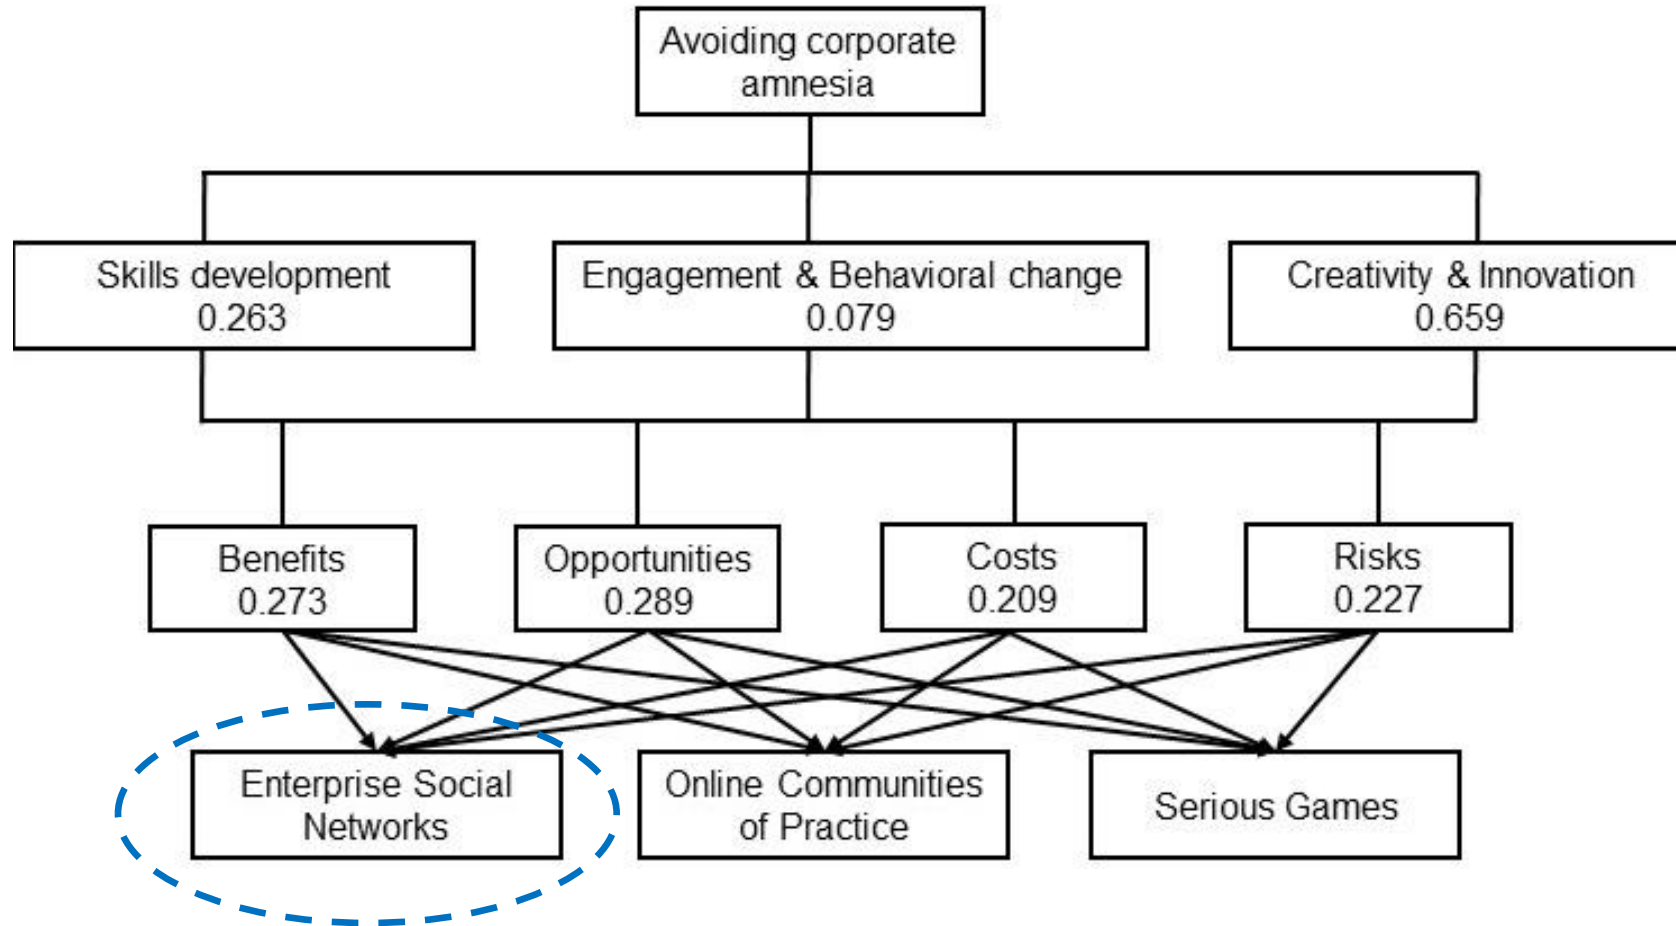 Avoiding corporate
amnesia
Skills development
0.263
Engagement & Behavioral change
0.079
Creativity & Innovation
0.659
Benefits
0.273
Opportunities
0.289
Costs
0.209
Risks
0.227
Enterprise Social
Networks
Online Communities
of Practice
Serious Games